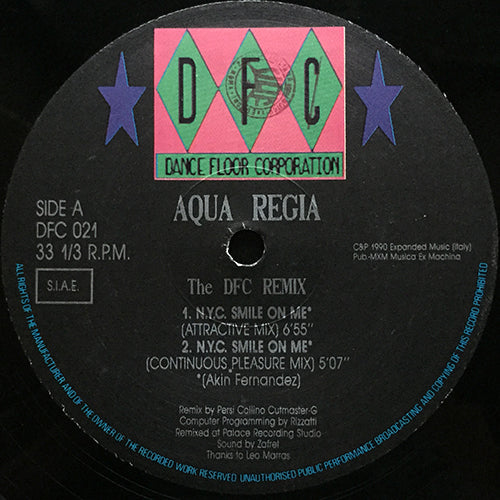 D F C
DANCE FLOOR CORPORATION
AQUA REGIA
SIDE A
DFC 021
33 1/3 R.P.M.
S.I.A.E.
C&P 1990 Expanded Music (Italy)
Pub-MXM Musica Ex Machina
The DFC REMIX
1. N.Y.C. SMILE ON ME*
(ATTRACTIVE MIX) 6'55''
2. N.Y.C. SMILE ON ME*
(CONTINUOUS PLEASURE MIX) 5'07''
*(Akin Fernandez)
Remix by Persi Collino Cutmaster-G
Computer Programming by Rizzatti
Remixed at Palace Recording Studio
Sound by Zafret
Thanks to Leo Marras
ALL RIGHTS OF THE MANUFACTURER AND OF THE OWNER OF THE RECORDED WORK RESERVED UNAUTHORISED PUBLIC PERFORMANCE BROADCASTING AND COPYING OF THIS RECORD PROHIBITED